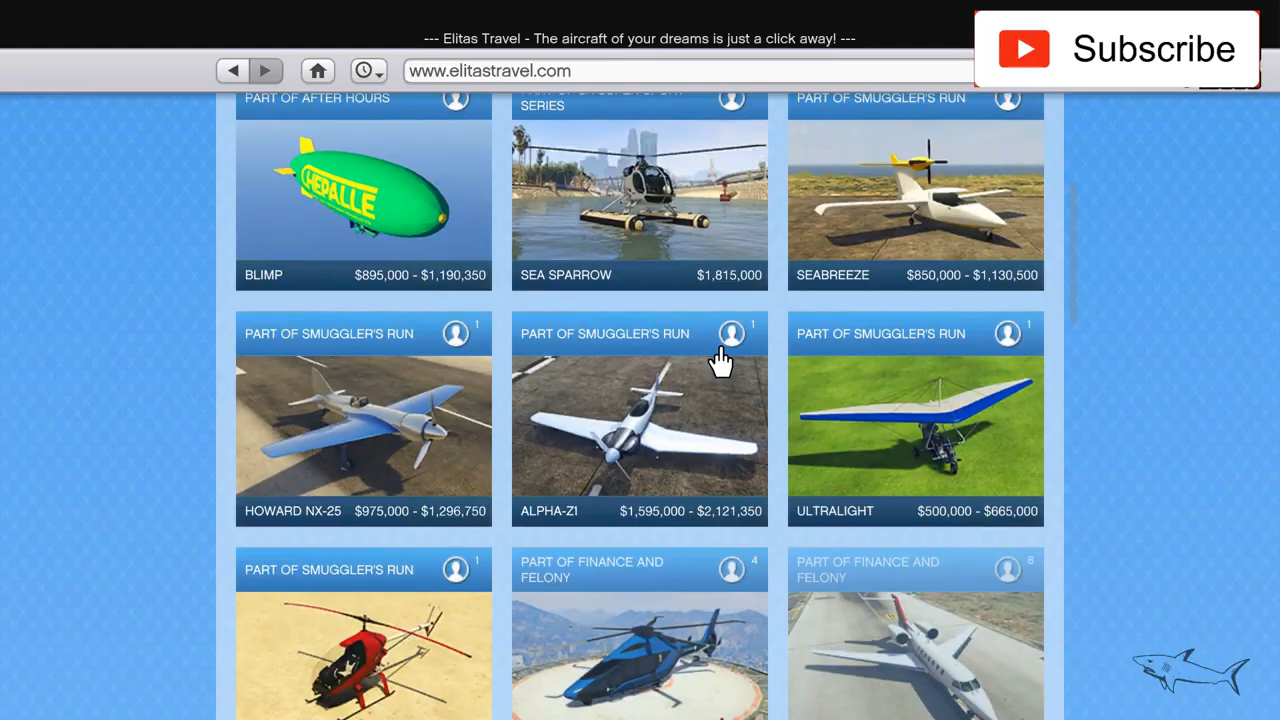 --- Elitas Travel - The aircraft of your dreams is just a click away! ---
Subscribe
www.elitastravel.com
PART OF AFTER HOURS
SERIES
PART OF SMUGGLER'S RUN
HEPALLE
BLIMP $895,000 - $1,190,350
SEA SPARROW $1,815,000
SEABREEZE $850,000 - $1,130,500
PART OF SMUGGLER'S RUN 1
PART OF SMUGGLER'S RUN 1
PART OF SMUGGLER'S RUN 1
HOWARD NX-25 $975,000 - $1,296,750
ALPHA-Z1 $1,595,000 - $2,121,350
ULTRALIGHT $500,000 - $665,000
PART OF SMUGGLER'S RUN 1
PART OF FINANCE AND
FELONY 4
PART OF FINANCE AND
FELONY 8